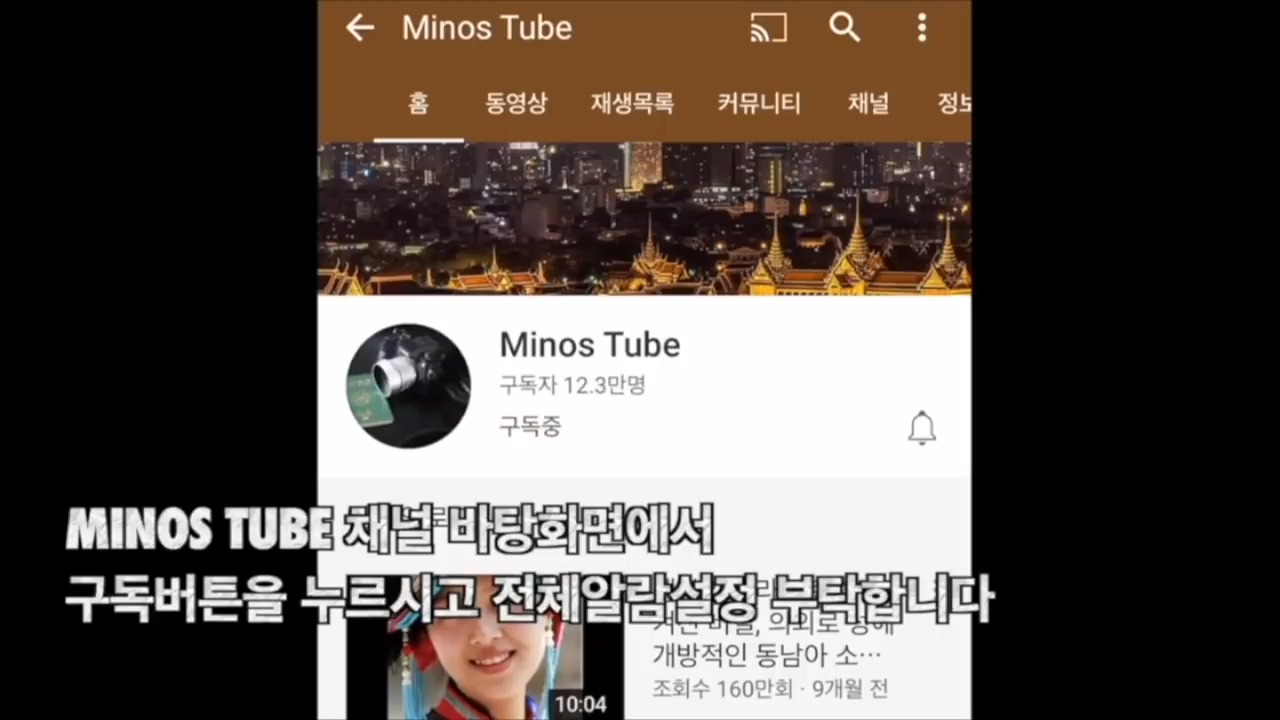 Minos Tube
홈 동영상 재생목록 커뮤니티 채널 정보
Minos Tube
구독자 12.3만명
구독중
MINOS TUBE 채널 바탕화면에서
구독버튼을 누르시고 전체알람설정 부탁합니다
개방적인 동남아 소…
조회수 160만회 · 9개월 전
10:04